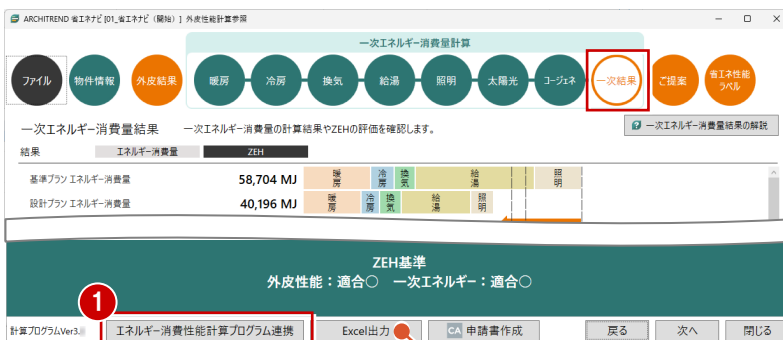 ARCHITREND 省エネナビ [01_省エネナビ（開始）] 外皮性能計算参照
一次エネルギー消費量計算
ファイル
物件情報
外皮結果
暖房
冷房
換気
給湯
照明
太陽光
コージェネ
一次結果
ご提案
省エネ性能
ラベル
一次エネルギー消費量結果 一次エネルギー消費量の計算結果やZEHの評価を確認します。
一次エネルギー消費量結果の解説
結果 エネルギー消費量 ZEH
基準プラン エネルギー消費量 58,704 MJ 暖房 冷房 換気 給湯 照明
設計プラン エネルギー消費量 40,196 MJ 暖房 冷房 換気 給湯 照明
ZEH基準
外皮性能：適合○ 一次エネルギー：適合○
1
計算プログラムVer3. エネルギー消費性能計算プログラム連携 Excel出力 CA 申請書作成 戻る 次へ 閉じる